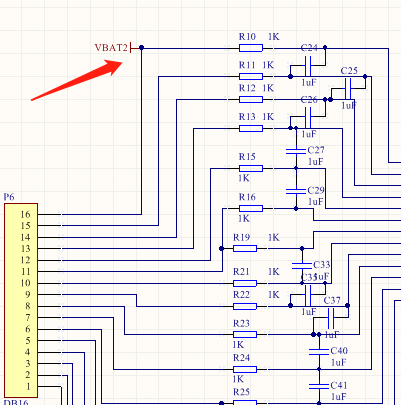 R10 1K
VBAT2
C24
R11 1K
C25
1uF
R12 1K
C26
1uF
R13 1K
1uF
C27
R15
1uF
1K
C29
R16
1uF
1K
P6
16
15
R19 1K
14
13
C33
12
1uF
11
R21 1K
C35
10
R22 1K
9
C37
8
1uF
7
R23
1uF
6
1K
5
C40
4
R24
1uF
3
1K
2
C41
1
R25
1uF
DB16